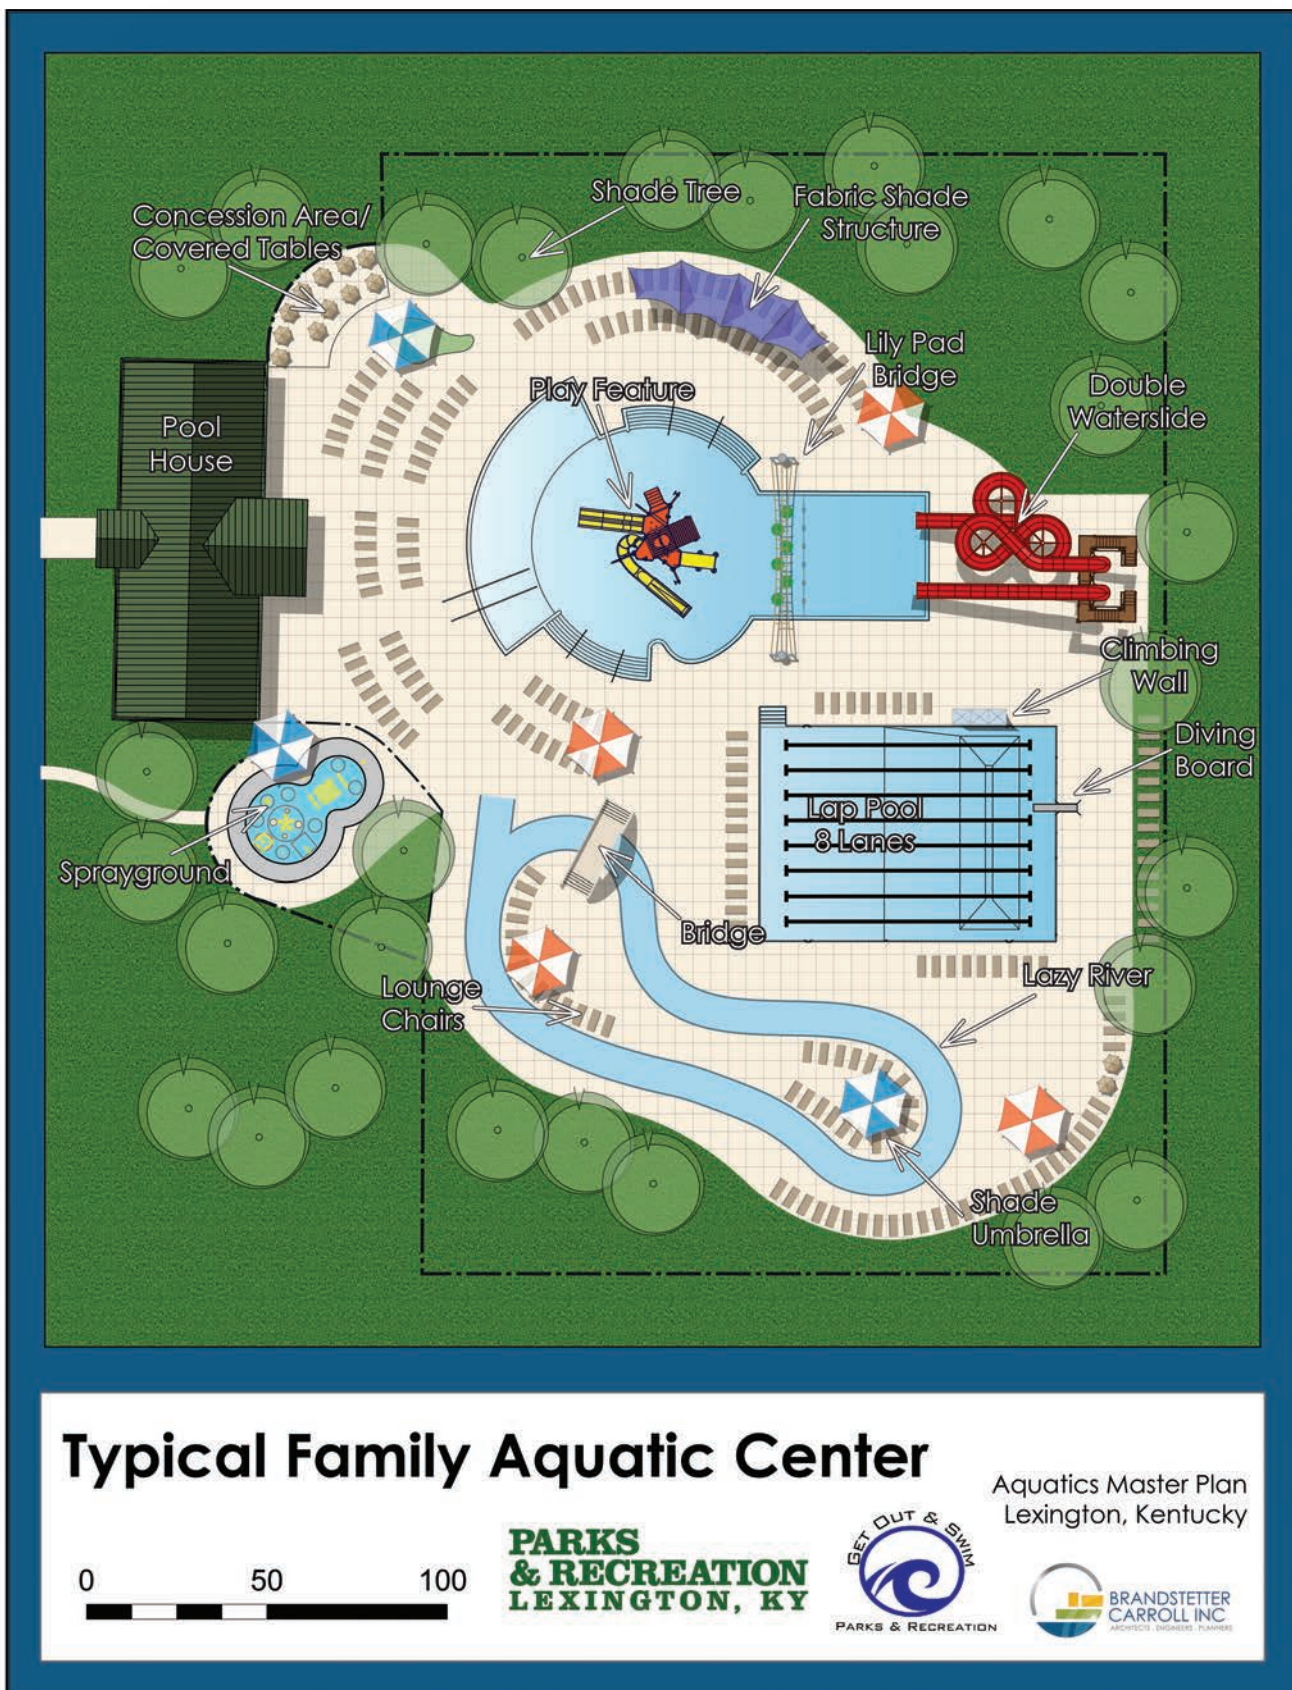 Shade Tree
Fabric Shade
Structure
Concession Area/
Covered Tables
Lily Pad
Bridge
Play Feature
Double
Waterslide
Pool
House
Climbing
Wall
Diving
Board
Lap Pool
8 Lanes
Sprayground
Bridge
Lounge
Chairs
Lazy River
Shade
Umbrella
Typical Family Aquatic Center
Aquatics Master Plan
Lexington, Kentucky
0 50 100
PARKS
& RECREATION
LEXINGTON, KY
GET OUT & SWIM
PARKS & RECREATION
BRANDSTETTER
CARROLL INC
ARCHITECTS . ENGINEERS . PLANNERS